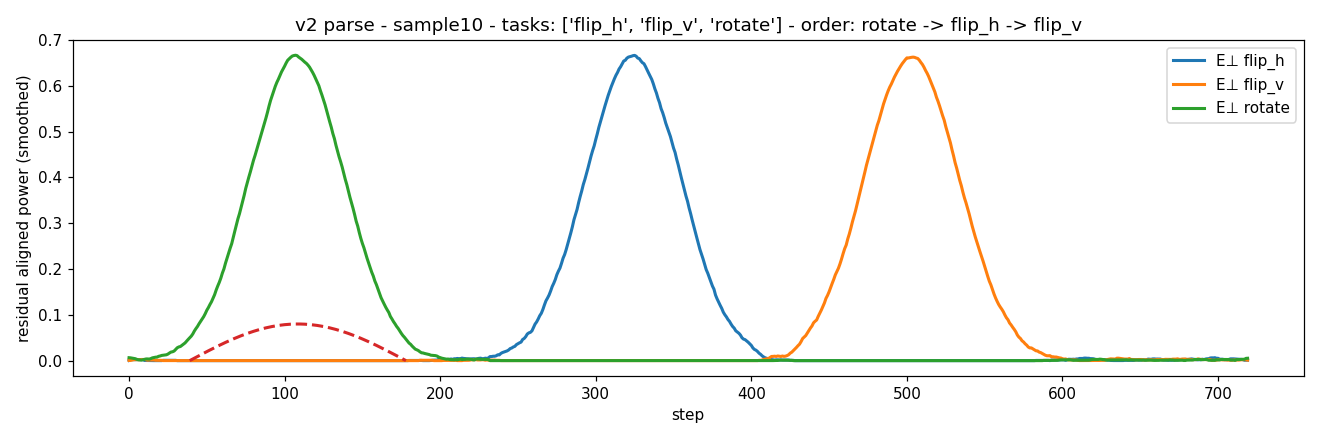 v2 parse - sample10 - tasks: ['flip_h', 'flip_v', 'rotate'] - order: rotate -> flip_h -> flip_v
0.7
0.6
0.5
0.4
0.3
0.2
0.1
0.0
residual aligned power (smoothed)
E⊥ flip_h
E⊥ flip_v
E⊥ rotate
0 100 200 300 400 500 600 700
step